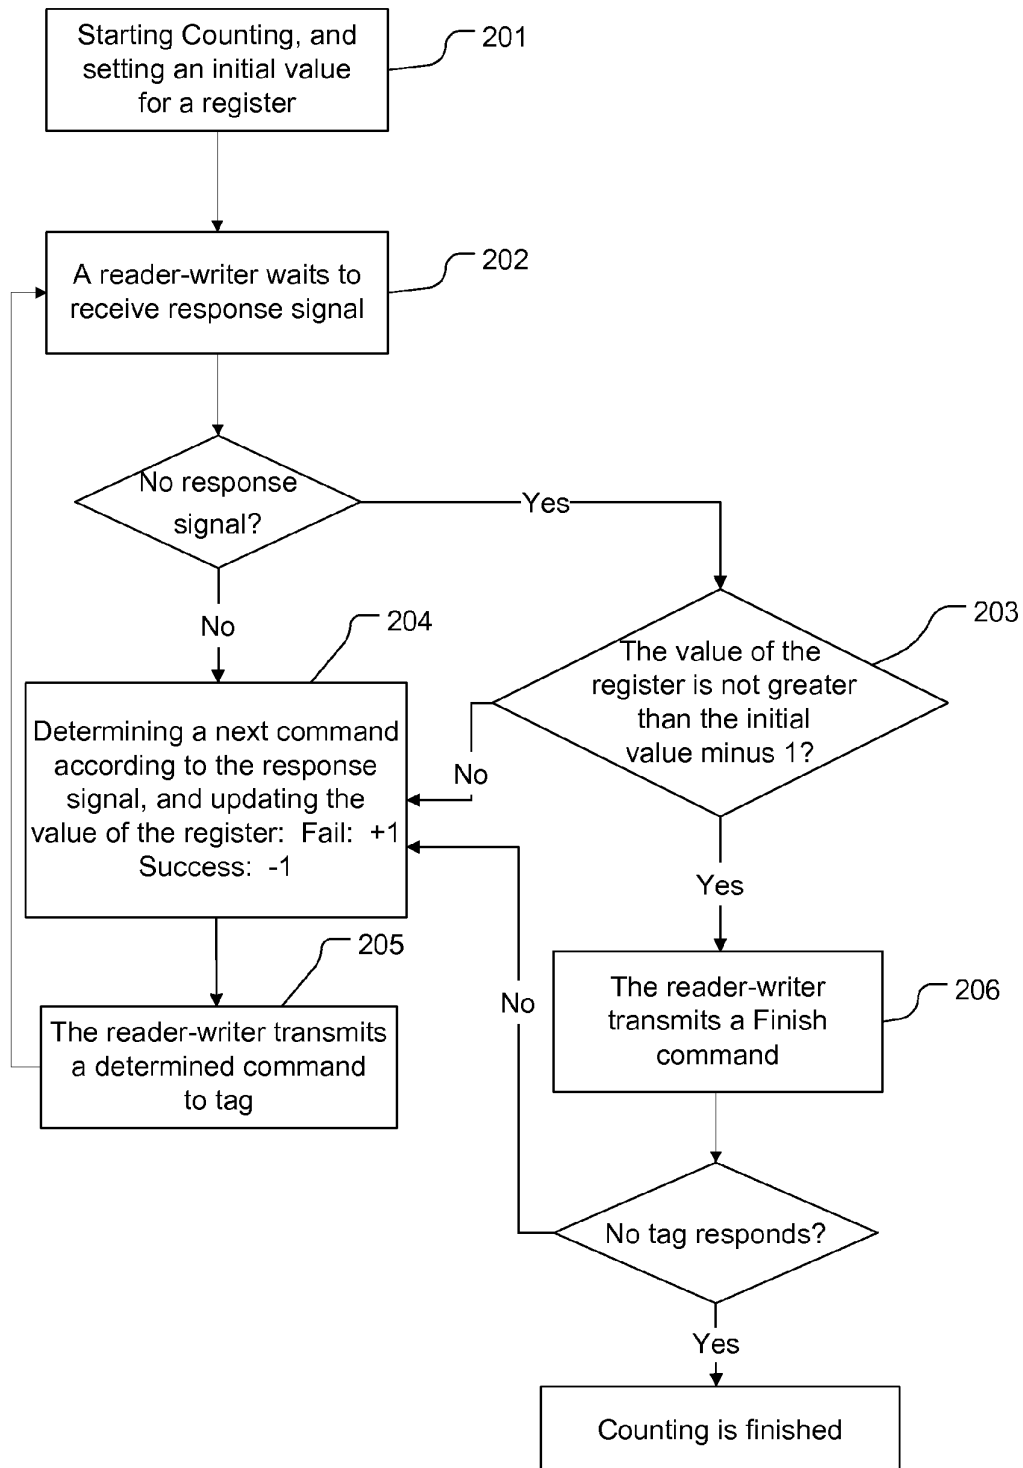 Starting Counting, and
setting an initial value
for a register
201
A reader-writer waits to
receive response signal
202
No response
signal?
Yes
No
204
203
The value of the
register is not greater
than the initial
value minus 1?
Determining a next command
according to the response
signal, and updating the
value of the register: Fail: +1
Success: -1
No
Yes
205
The reader-writer transmits
a determined command
to tag
No
The reader-writer
transmits a Finish
command
206
No tag responds?
Yes
Counting is finished